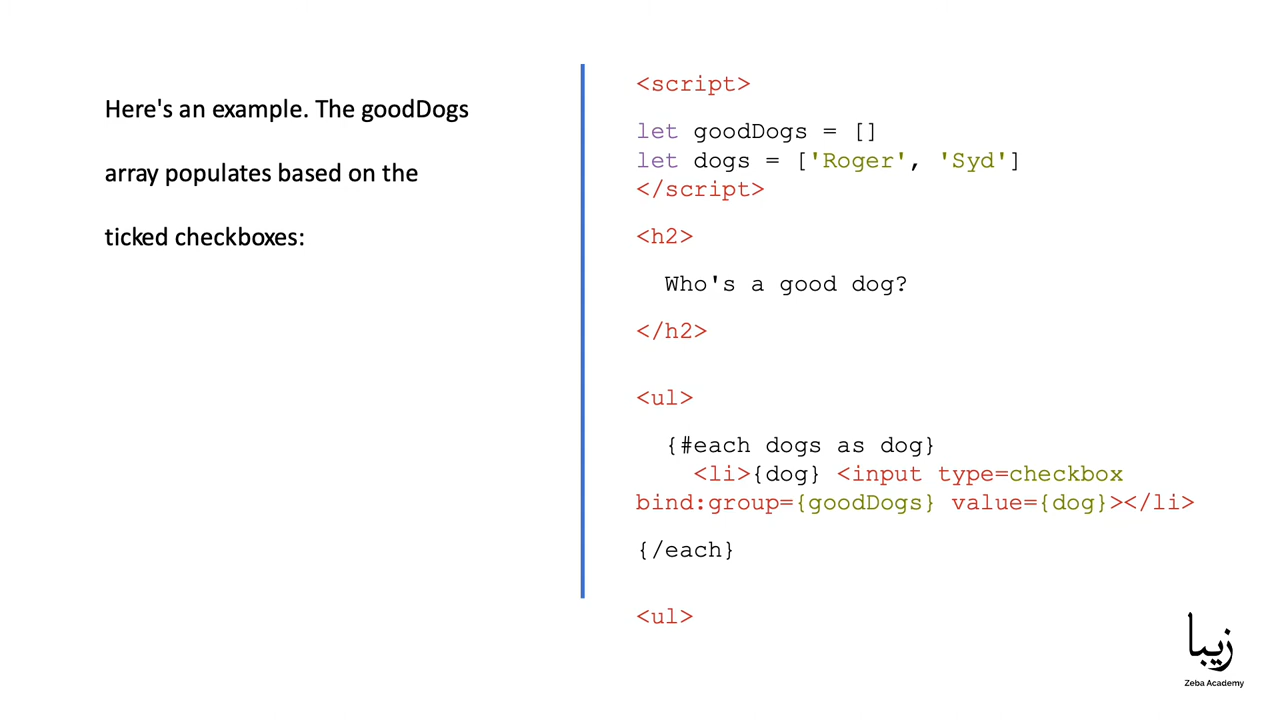 Here's an example. The goodDogs
array populates based on the
ticked checkboxes:
<script>
let goodDogs = []
let dogs = ['Roger', 'Syd']
</script>
<h2>
Who's a good dog?
</h2>
<ul>
{#each dogs as dog}
<li>{dog} <input type=checkbox
bind:group={goodDogs} value={dog}></li>
{/each}
<ul>
زیبا
Zeba Academy